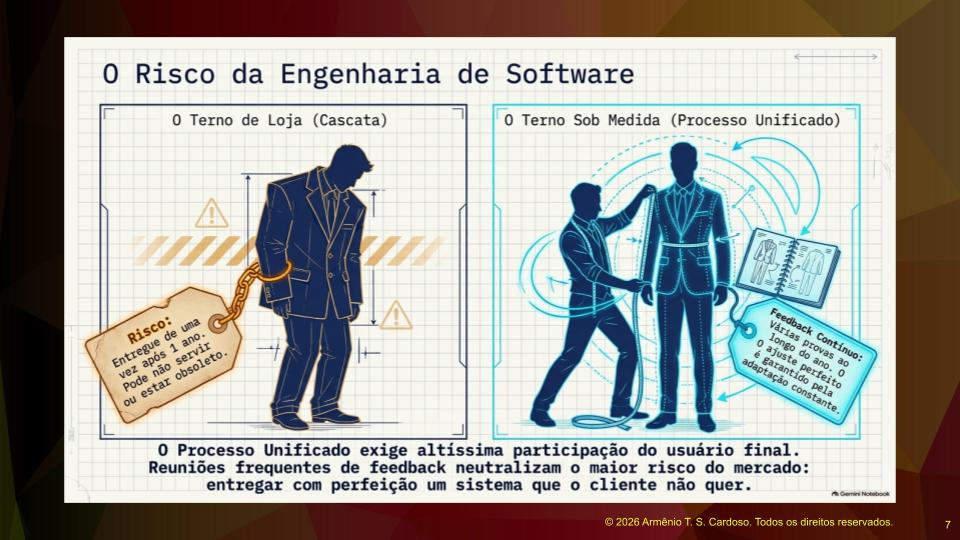 O Risco da Engenharia de Software
O Terno de Loja (Cascata)
Risco:
Entregue de uma
vez após 1 ano.
Pode não servir
ou estar obsoleto.
O Terno Sob Medida (Processo Unificado)
Feedback Contínuo:
Várias provas ao
longo do ano. O
ajuste perfeito
é garantido pela
adaptação constante.
O Processo Unificado exige altíssima participação do usuário final.
Reuniões frequentes de feedback neutralizam o maior risco do mercado:
entregar com perfeição um sistema que o cliente não quer.
Gemini Notebook
© 2026 Armênio T. S. Cardoso. Todos os direitos reservados.
7